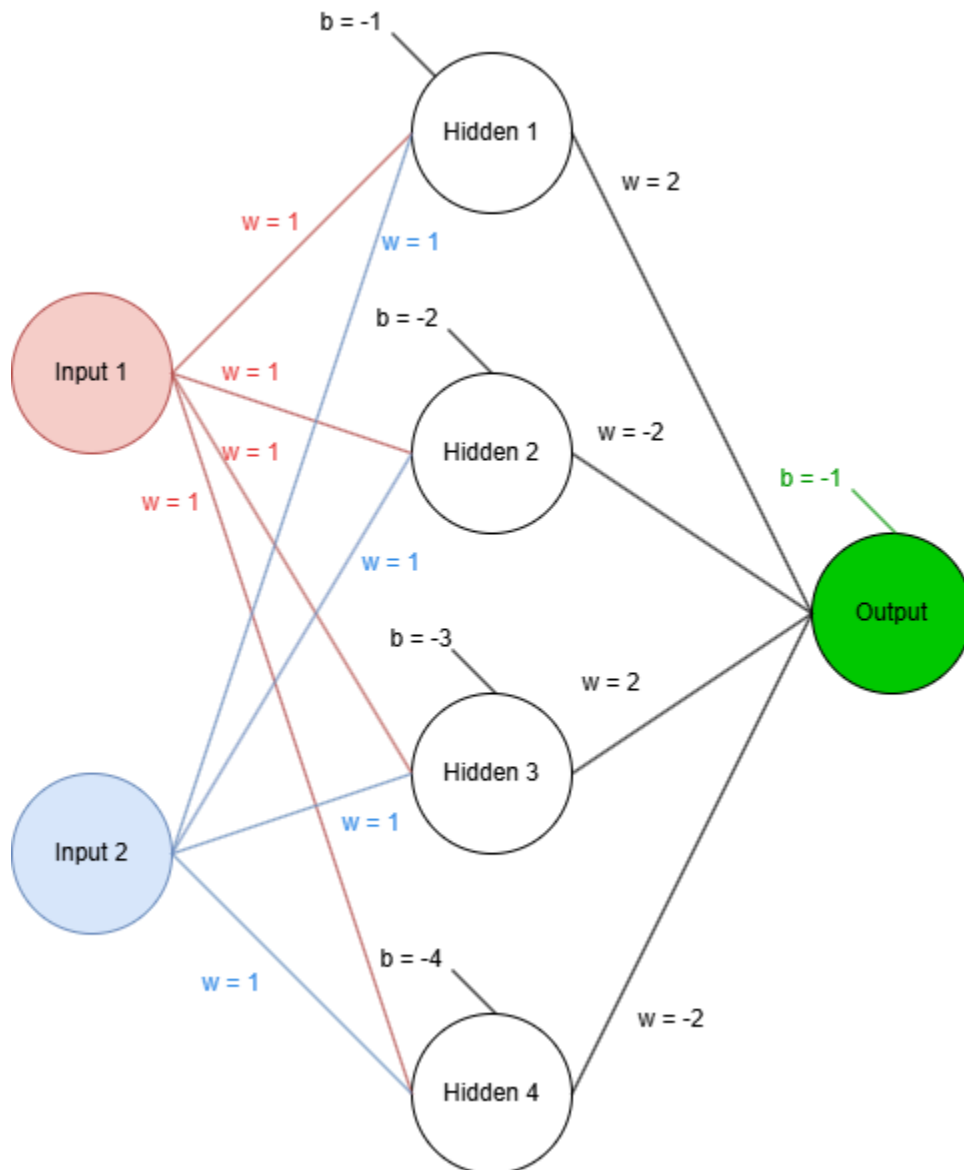 b = -1
Hidden 1
w = 2
w = 1
w = 1
b = -2
Input 1
w = 1
w = -2
w = 1
Hidden 2
b = -1
w = 1
w = 1
Output
b = -3
w = 2
Hidden 3
w = 1
Input 2
b = -4
w = 1
w = -2
Hidden 4